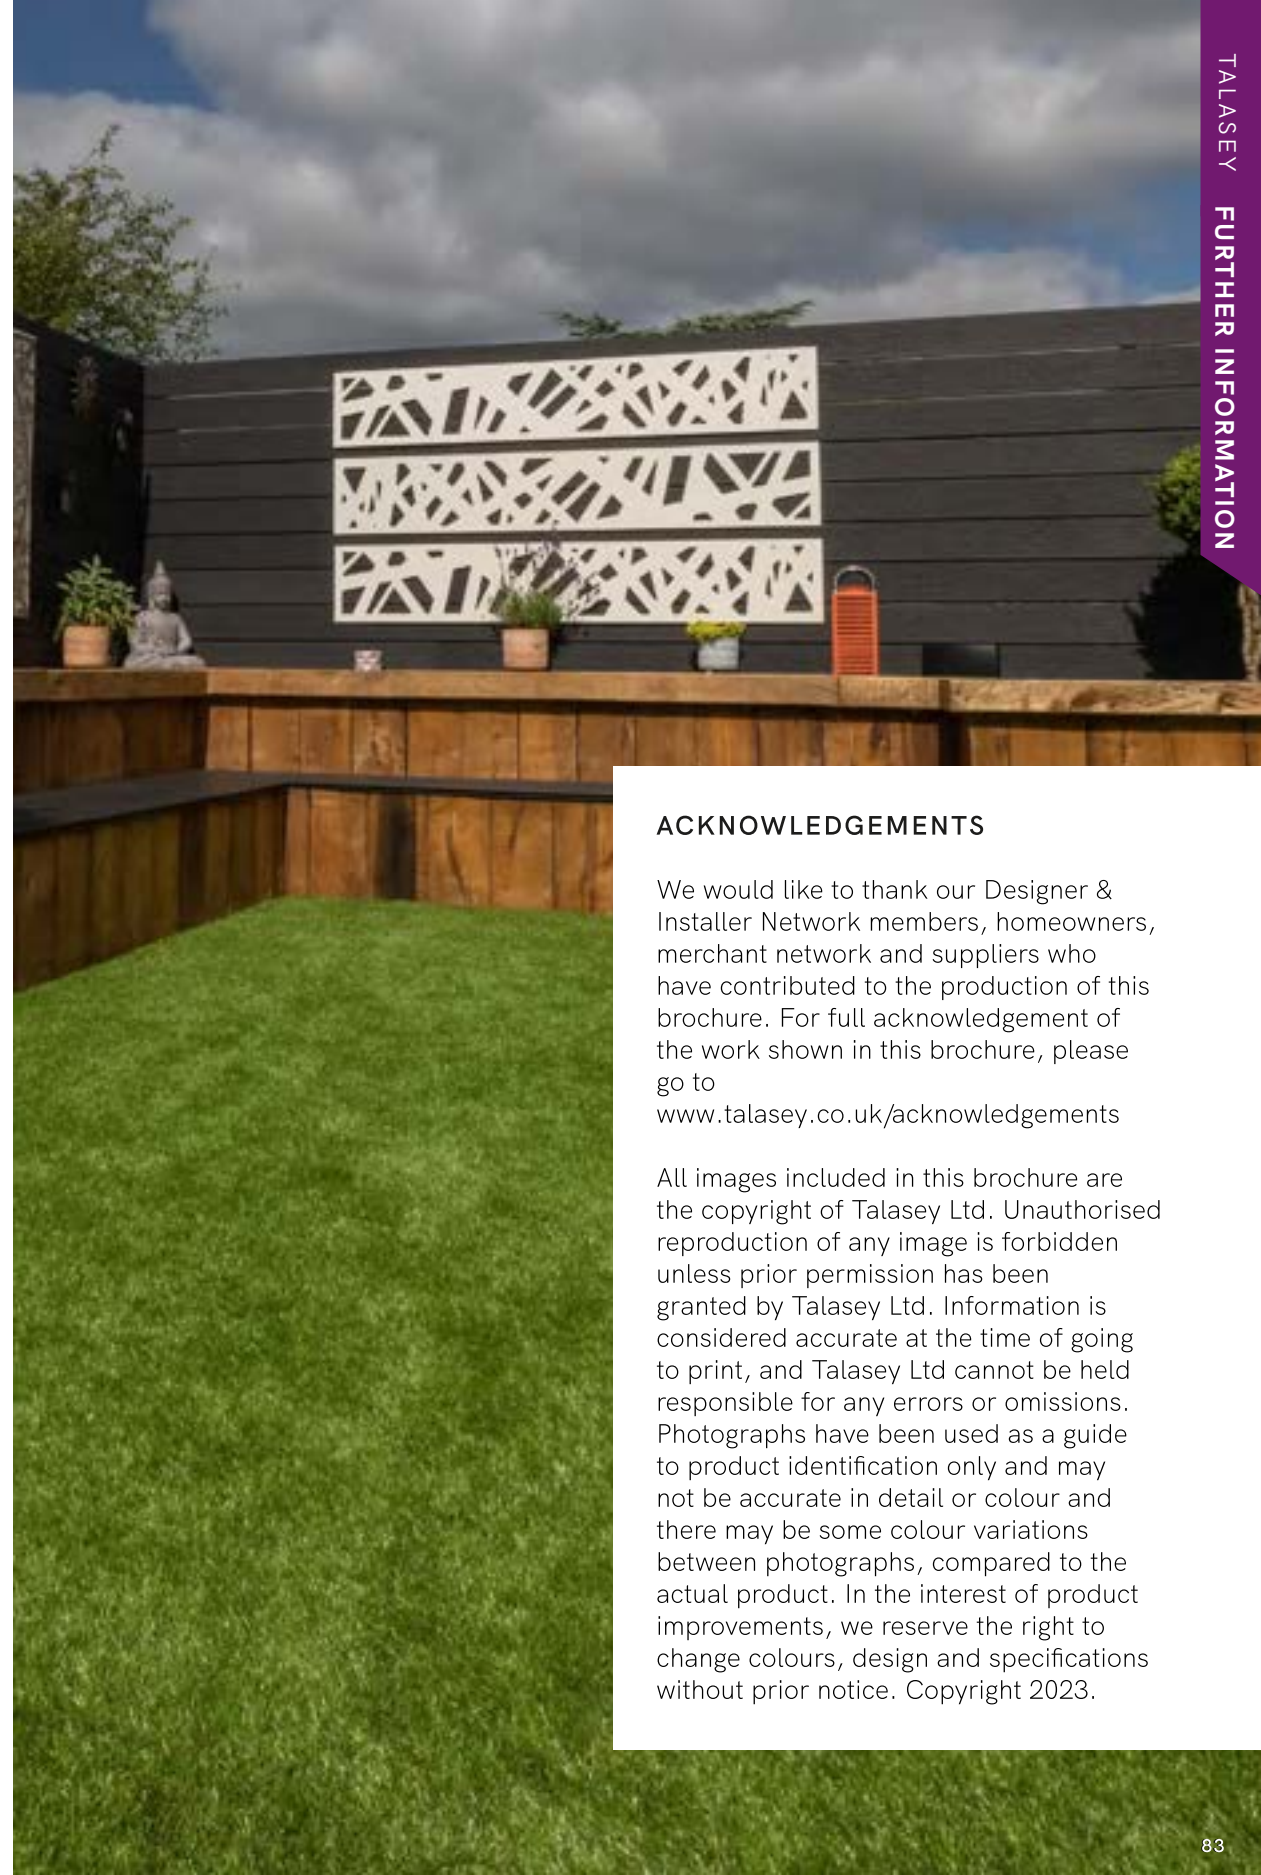 TALASEY FURTHER INFORMATION
ACKNOWLEDGEMENTS
We would like to thank our Designer &
Installer Network members, homeowners,
merchant network and suppliers who
have contributed to the production of this
brochure. For full acknowledgement of
the work shown in this brochure, please
go to
www.talasey.co.uk/acknowledgements
All images included in this brochure are
the copyright of Talasey Ltd. Unauthorised
reproduction of any image is forbidden
unless prior permission has been
granted by Talasey Ltd. Information is
considered accurate at the time of going
to print, and Talasey Ltd cannot be held
responsible for any errors or omissions.
Photographs have been used as a guide
to product identification only and may
not be accurate in detail or colour and
there may be some colour variations
between photographs, compared to the
actual product. In the interest of product
improvements, we reserve the right to
change colours, design and specifications
without prior notice. Copyright 2023.
83